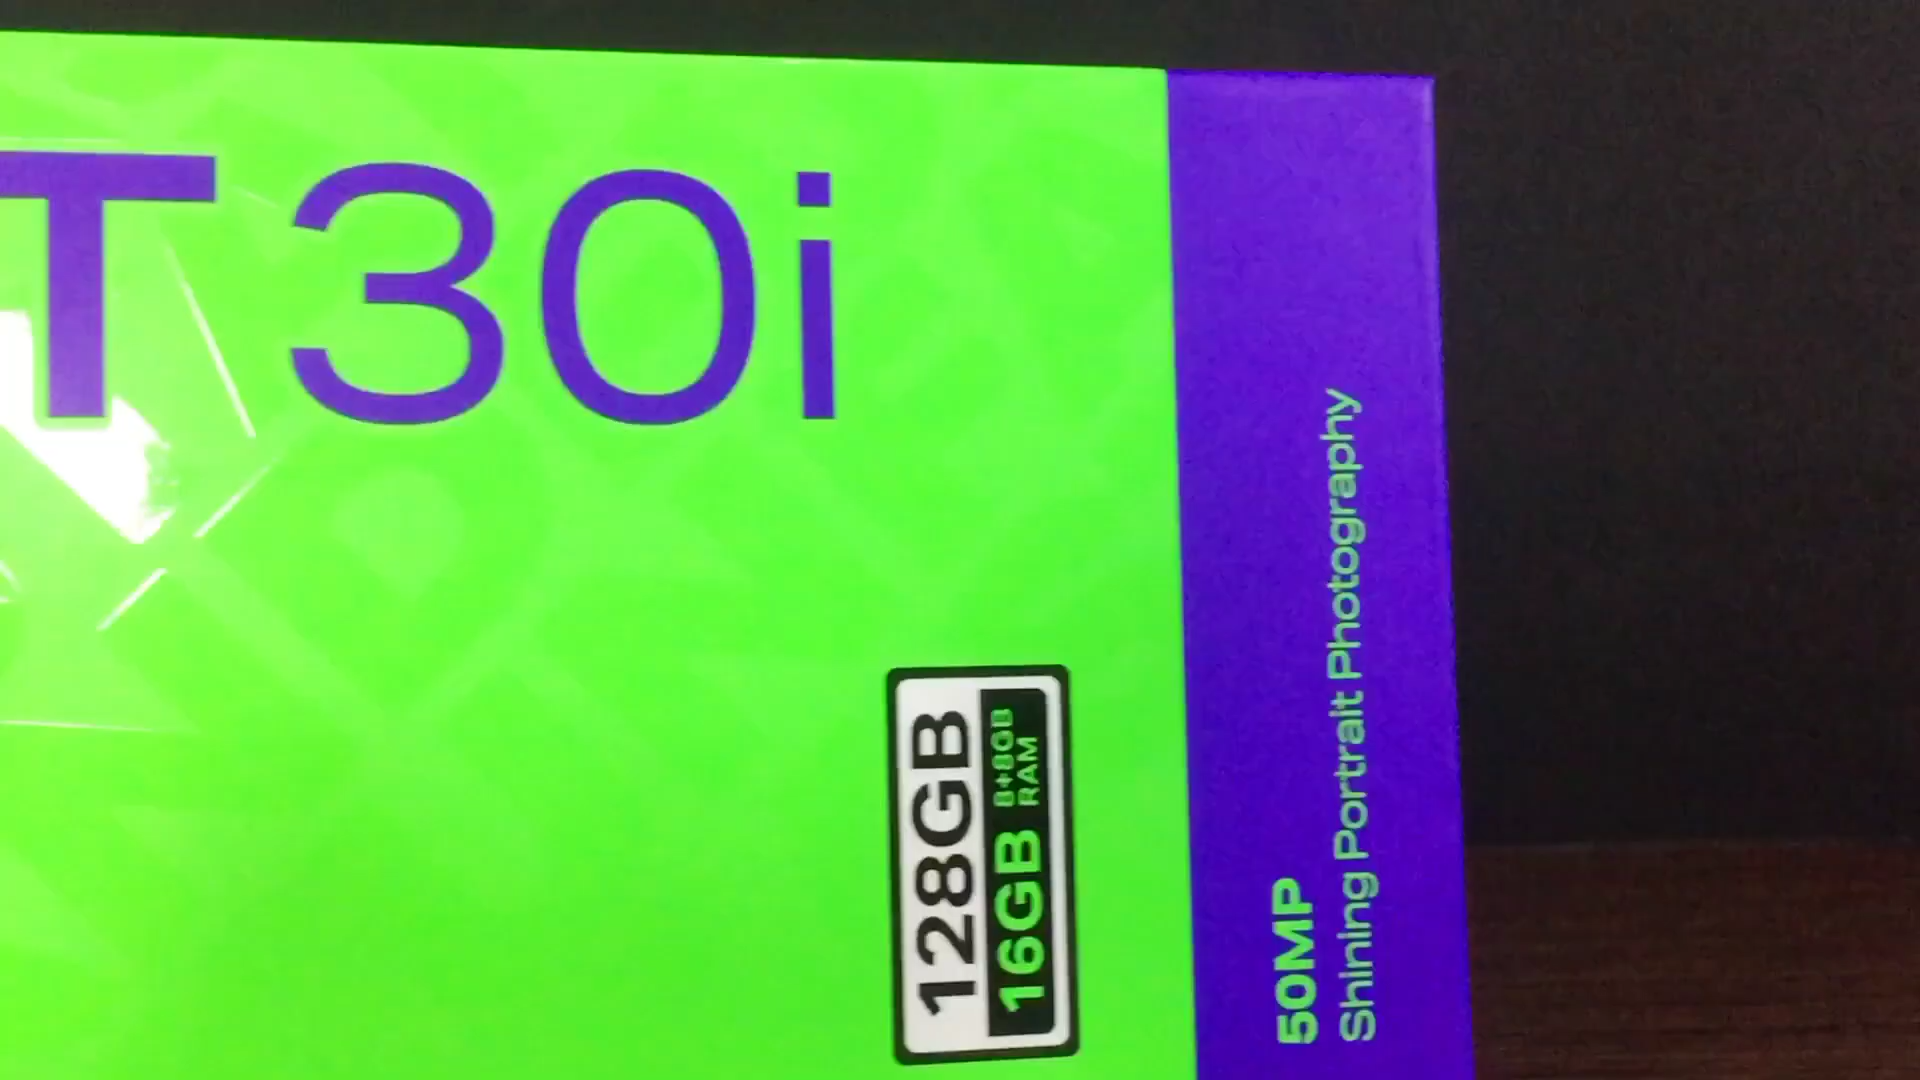 T 30i
128GB
16GB 8+8GB
RAM
50MP
Shining Portrait Photography